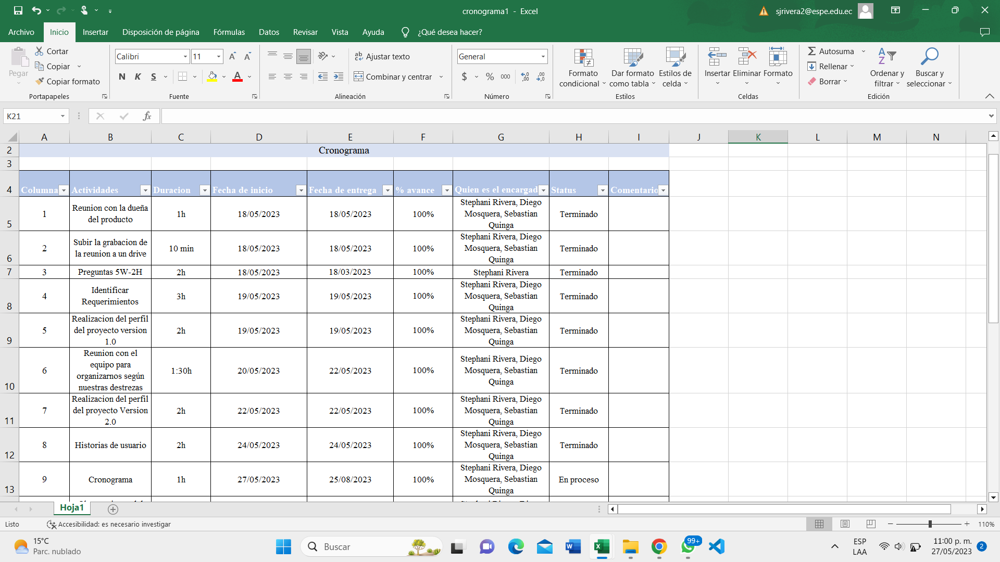 cronograma1 - Excel
sjrivera2@espe.edu.ec
Archivo Inicio Insertar Disposición de página Fórmulas Datos Revisar Vista Ayuda ¿Qué desea hacer?
Pegar
Cortar
Copiar
Copiar formato
Portapapeles
Calibri 11
N K S
Fuente
Ajustar texto
Combinar y centrar
Alineación
General
$ % 000
Número
Formato condicional
Dar formato como tabla
Estilos de celda
Estilos
Insertar Eliminar Formato
Celdas
Autosuma
Rellenar
Borrar
Ordenar y filtrar
Buscar y seleccionar
Edición
K21
fx
A B C D E F G H I J K L M N
2 Cronograma
3
4 Columna Actividades Duracion Fecha de inicio Fecha de entrega % avance Quien es el encargad Status Comentario
5 1 Reunion con la dueña del producto 1h 18/05/2023 18/05/2023 100% Stephani Rivera, Diego Mosquera, Sebastian Quinga Terminado
6 2 Subir la grabacion de la reunion a un drive 10 min 18/05/2023 18/05/2023 100% Stephani Rivera, Diego Mosquera, Sebastian Quinga Terminado
7 3 Preguntas 5W-2H 2h 18/05/2023 18/03/2023 100% Stephani Rivera Terminado
8 4 Identificar Requerimientos 3h 19/05/2023 19/05/2023 100% Stephani Rivera, Diego Mosquera, Sebastian Quinga Terminado
9 5 Realizacion del perfil del proyecto version 1.0 2h 19/05/2023 19/05/2023 100% Stephani Rivera, Diego Mosquera, Sebastian Quinga Terminado
10 6 Reunion con el equipo para organizarnos según nuestras destrezas 1:30h 20/05/2023 22/05/2023 100% Stephani Rivera, Diego Mosquera, Sebastian Quinga Terminado
11 7 Realizacion del perfil del proyecto Version 2.0 2h 22/05/2023 22/05/2023 100% Stephani Rivera, Diego Mosquera, Sebastian Quinga Terminado
12 8 Historias de usuario 2h 24/05/2023 24/05/2023 100% Stephani Rivera, Diego Mosquera, Sebastian Quinga Terminado
13 9 Cronograma 1h 27/05/2023 25/08/2023 100% Stephani Rivera, Diego Mosquera, Sebastian Quinga En proceso
Hoja1
Listo
Accesibilidad: es necesario investigar
110%
15°C
Parc. nublado
Buscar
99+
ESP
LAA
11:00 p. m.
27/05/2023
2